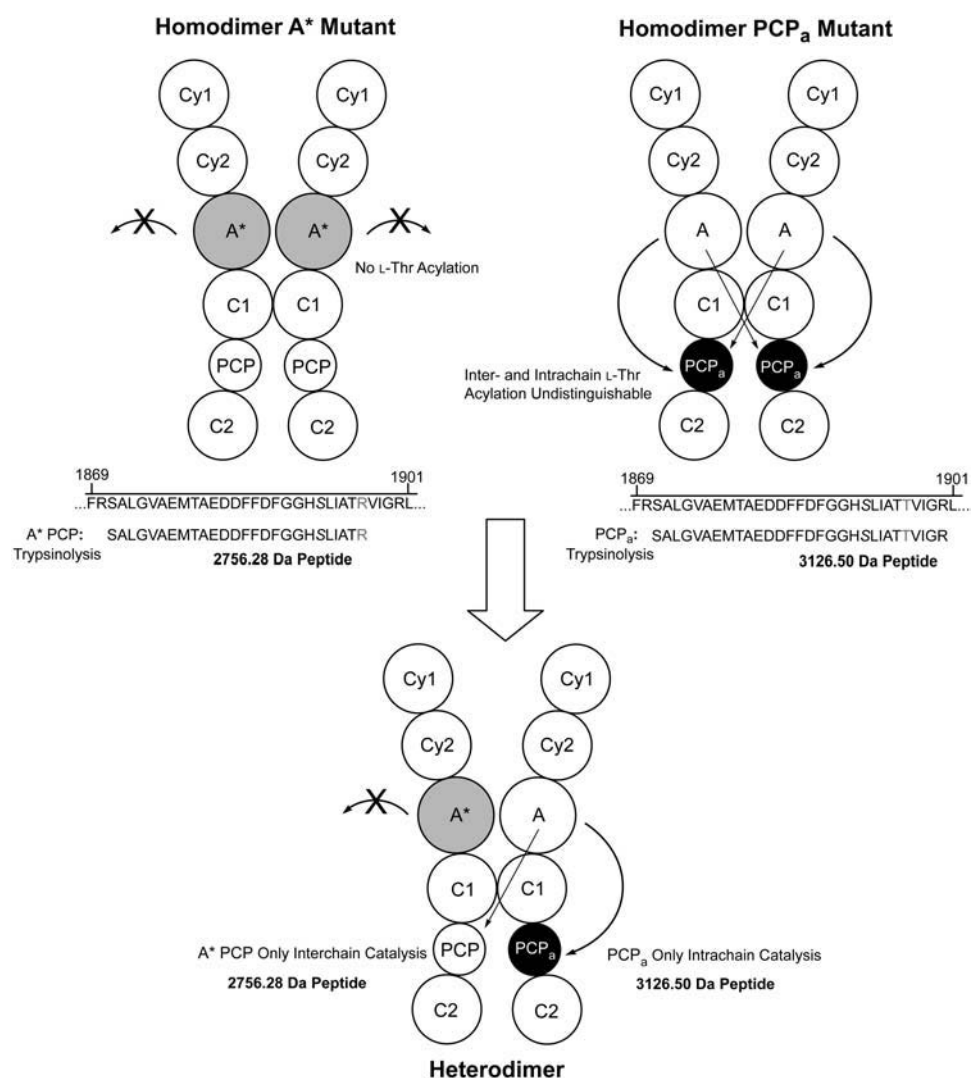 Homodimer A* Mutant
Homodimer PCPa Mutant
Cy1
Cy1
Cy1
Cy1
Cy2
Cy2
Cy2
Cy2
X
A*
A*
X
A
A
No L-Thr Acylation
C1
C1
C1
C1
PCP
PCP
PCPa
PCPa
Inter- and Intrachain L-Thr
Acylation Undistinguishable
C2
C2
C2
C2
1869
1901
1869
1901
...FRSALGVAEMTAEDDFFDFGGHSLIATRVIGRL...
...FRSALGVAEMTAEDDFFDFGGHSLIATTVIGRL...
A* PCP:
Trypsinolysis
SALGVAEMTAEDDFFDFGGHSLIATR
2756.28 Da Peptide
PCPa:
Trypsinolysis
SALGVAEMTAEDDFFDFGGHSLIATTVIGR
3126.50 Da Peptide
Cy1
Cy1
Cy2
Cy2
X
A*
A
C1
C1
A* PCP Only Interchain Catalysis
2756.28 Da Peptide
PCP
PCPa
PCPa Only Intrachain Catalysis
3126.50 Da Peptide
C2
C2
Heterodimer